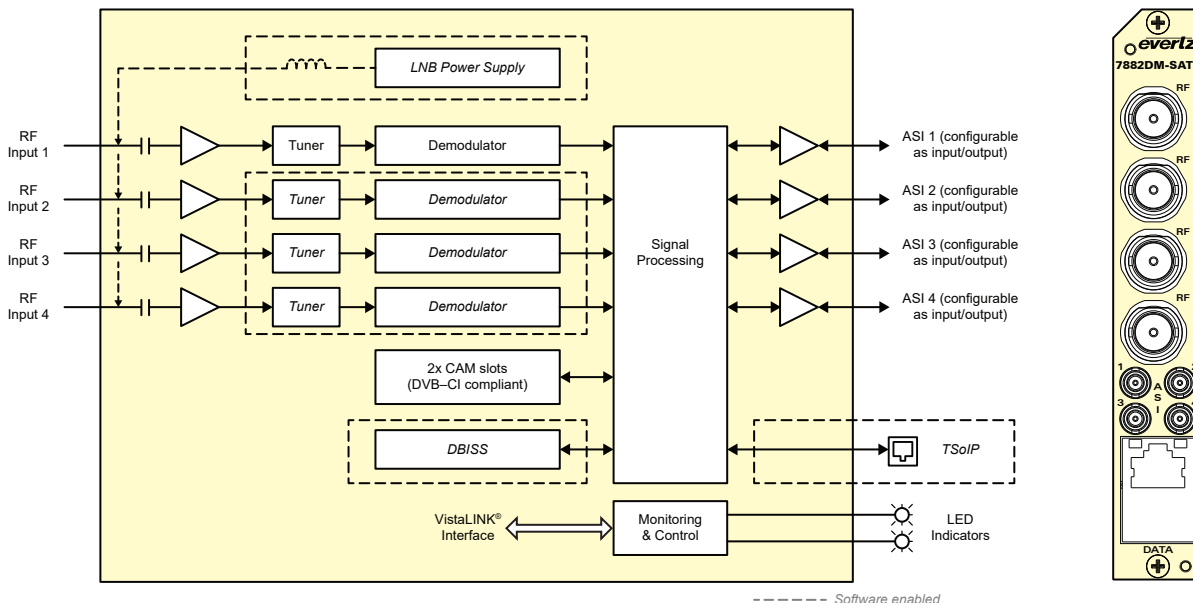 LNB Power Supply
RF
Input 1
Tuner
Demodulator
ASI 1 (configurable
as input/output)
RF
Input 2
Tuner
Demodulator
ASI 2 (configurable
as input/output)
RF
Input 3
Tuner
Demodulator
Signal
Processing
ASI 3 (configurable
as input/output)
RF
Input 4
Tuner
Demodulator
ASI 4 (configurable
as input/output)
2x CAM slots
(DVB–CI compliant)
DBISS
TSoIP
VistaLINK®
Interface
Monitoring
& Control
LED
Indicators
Software enabled
evertz
7882DM-SAT
RF
RF
RF
RF
1
3
A
S
I
DATA